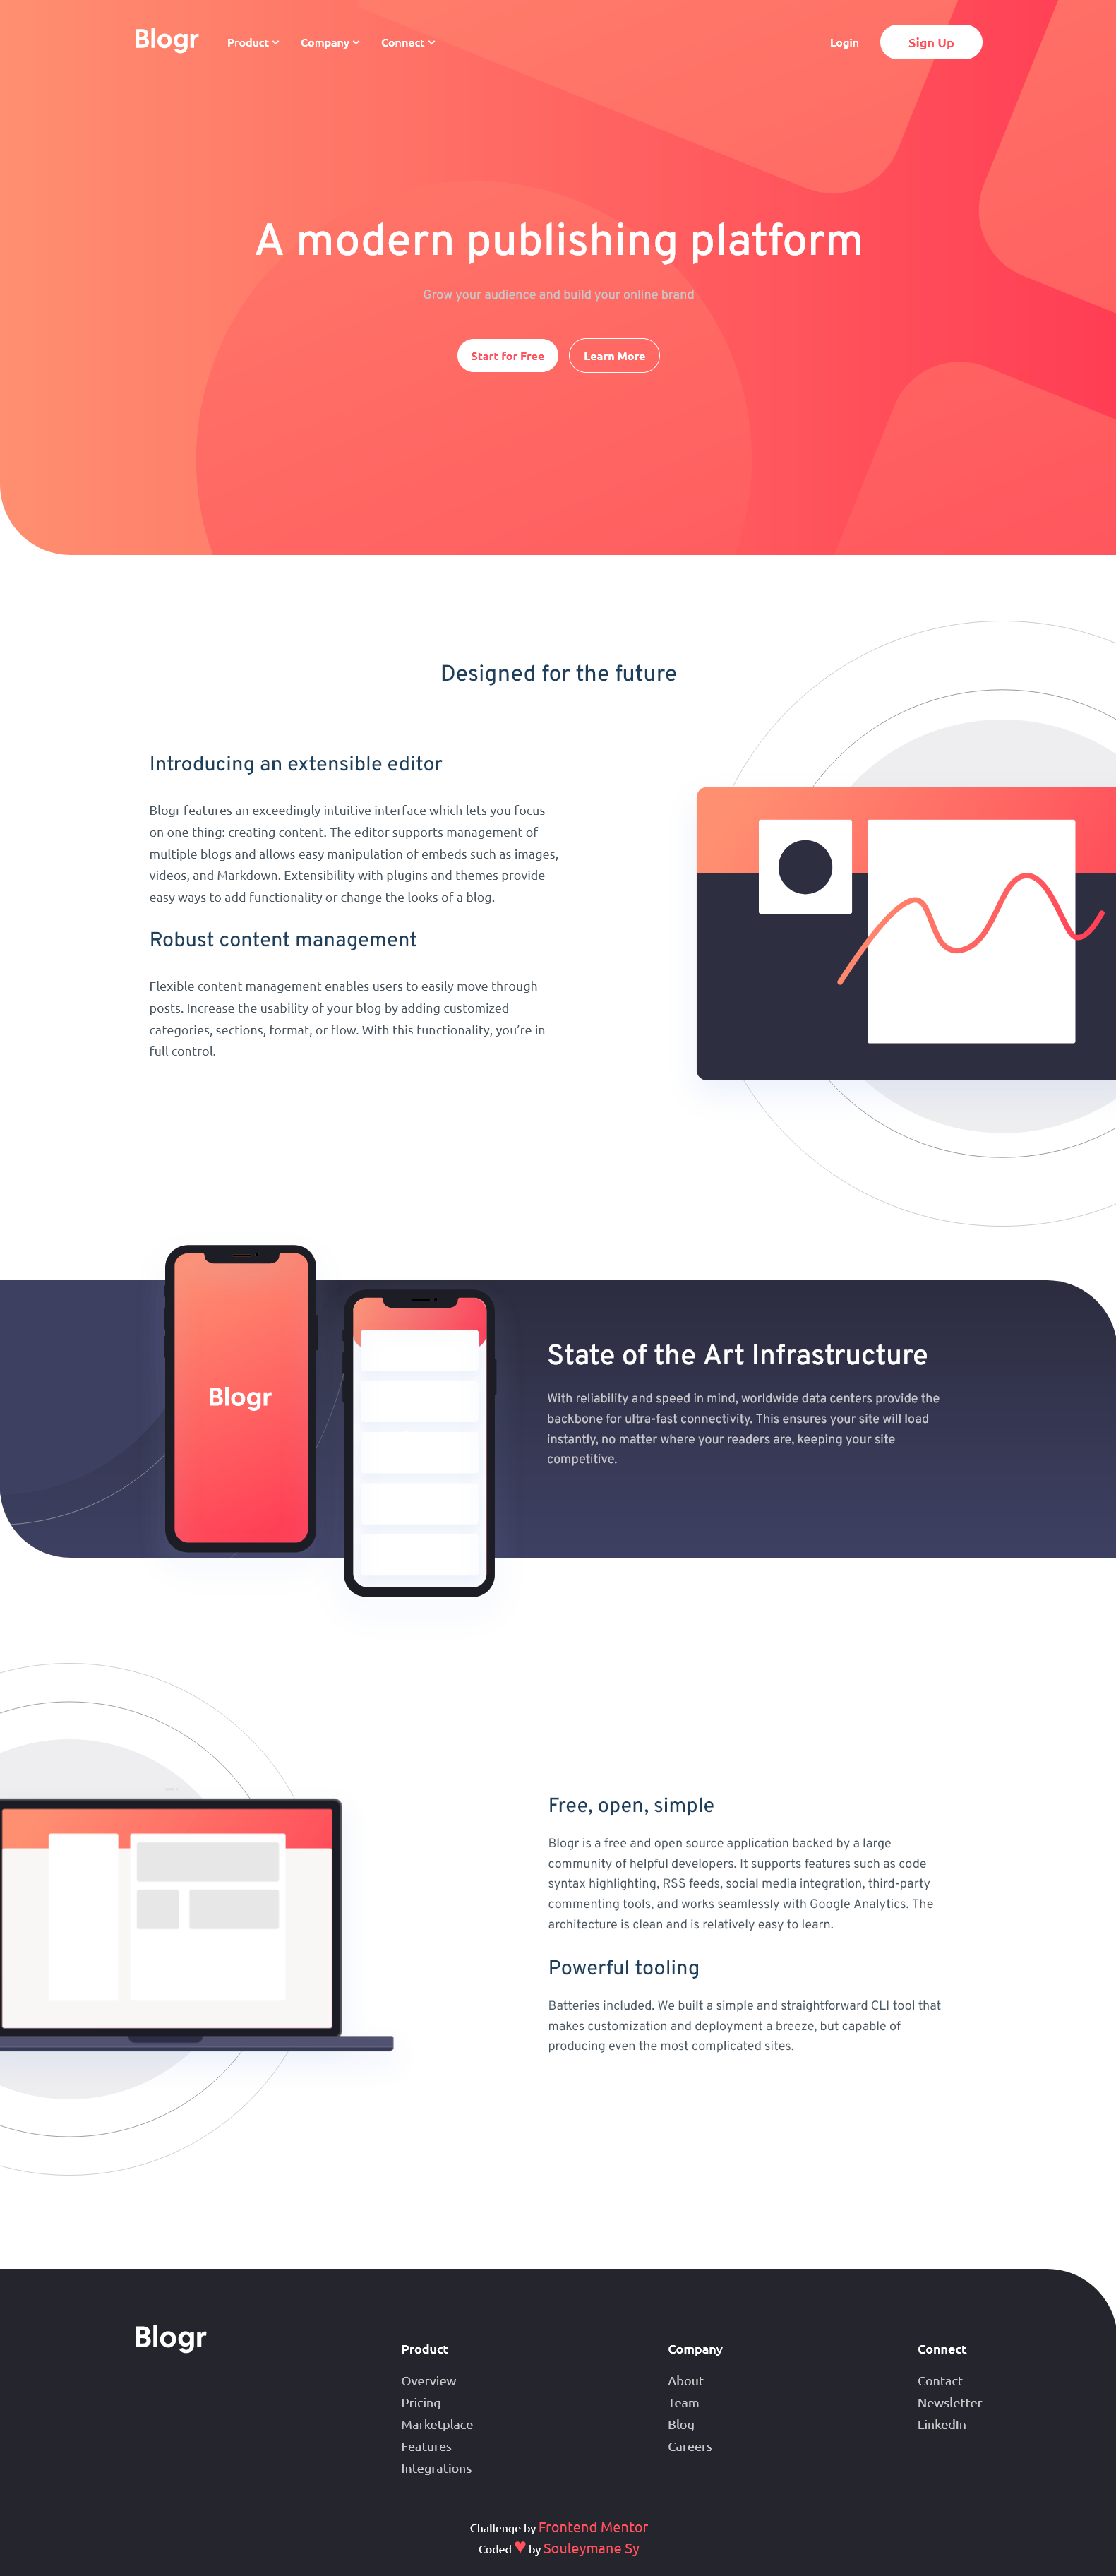 Blogr Product Company Connect Login Sign Up
A modern publishing platform
Grow your audience and build your online brand
Start for Free Learn More
Designed for the future
Introducing an extensible editor
Blogr features an exceedingly intuitive interface which lets you focus
on one thing: creating content. The editor supports management of
multiple blogs and allows easy manipulation of embeds such as images,
videos, and Markdown. Extensibility with plugins and themes provide
easy ways to add functionality or change the looks of a blog.
Robust content management
Flexible content management enables users to easily move through
posts. Increase the usability of your blog by adding customized
categories, sections, format, or flow. With this functionality, you’re in
full control.
Blogr
State of the Art Infrastructure
With reliability and speed in mind, worldwide data centers provide the
backbone for ultra-fast connectivity. This ensures your site will load
instantly, no matter where your readers are, keeping your site
competitive.
Free, open, simple
Blogr is a free and open source application backed by a large
community of helpful developers. It supports features such as code
syntax highlighting, RSS feeds, social media integration, third-party
commenting tools, and works seamlessly with Google Analytics. The
architecture is clean and is relatively easy to learn.
Powerful tooling
Batteries included. We built a simple and straightforward CLI tool that
makes customization and deployment a breeze, but capable of
producing even the most complicated sites.
Blogr
Product
Overview
Pricing
Marketplace
Features
Integrations
Company
About
Team
Blog
Careers
Connect
Contact
Newsletter
LinkedIn
Challenge by Frontend Mentor
Coded ♥ by Souleymane Sy